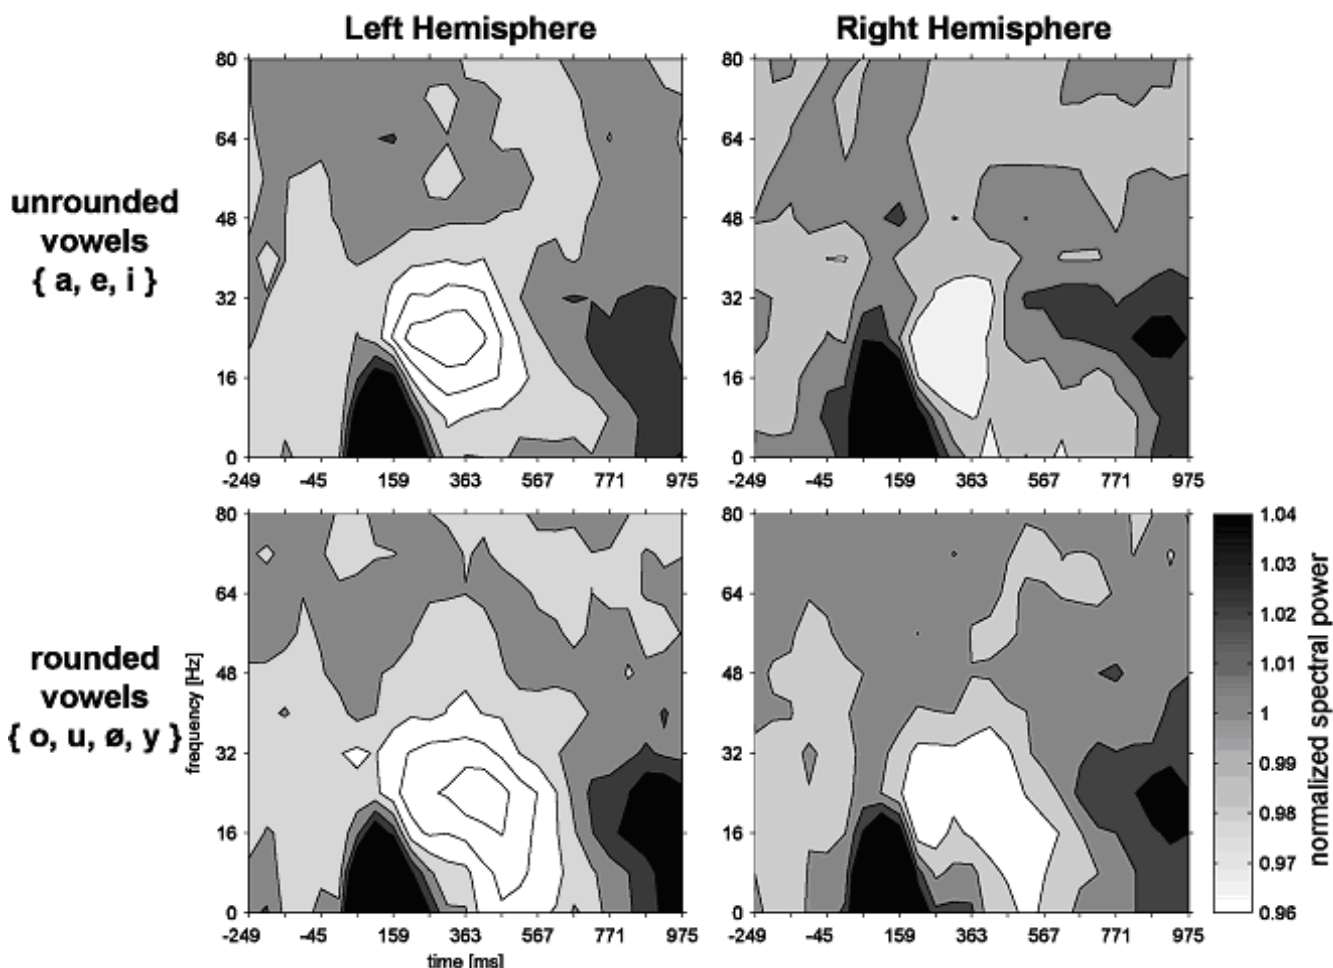 Left Hemisphere
Right Hemisphere
unrounded
vowels
{ a, e, i }
80
64
48
32
16
0
-249 -45 159 363 567 771 975
80
64
48
32
16
0
-249 -45 159 363 567 771 975
rounded
vowels
{ o, u, ø, y }
frequency [Hz]
80
64
48
32
16
0
-249 -45 159 363 567 771 975
time [ms]
80
64
48
32
16
0
-249 -45 159 363 567 771 975
1.04
1.03
1.02
1.01
1
0.99
0.98
0.97
0.96
normalized spectral power